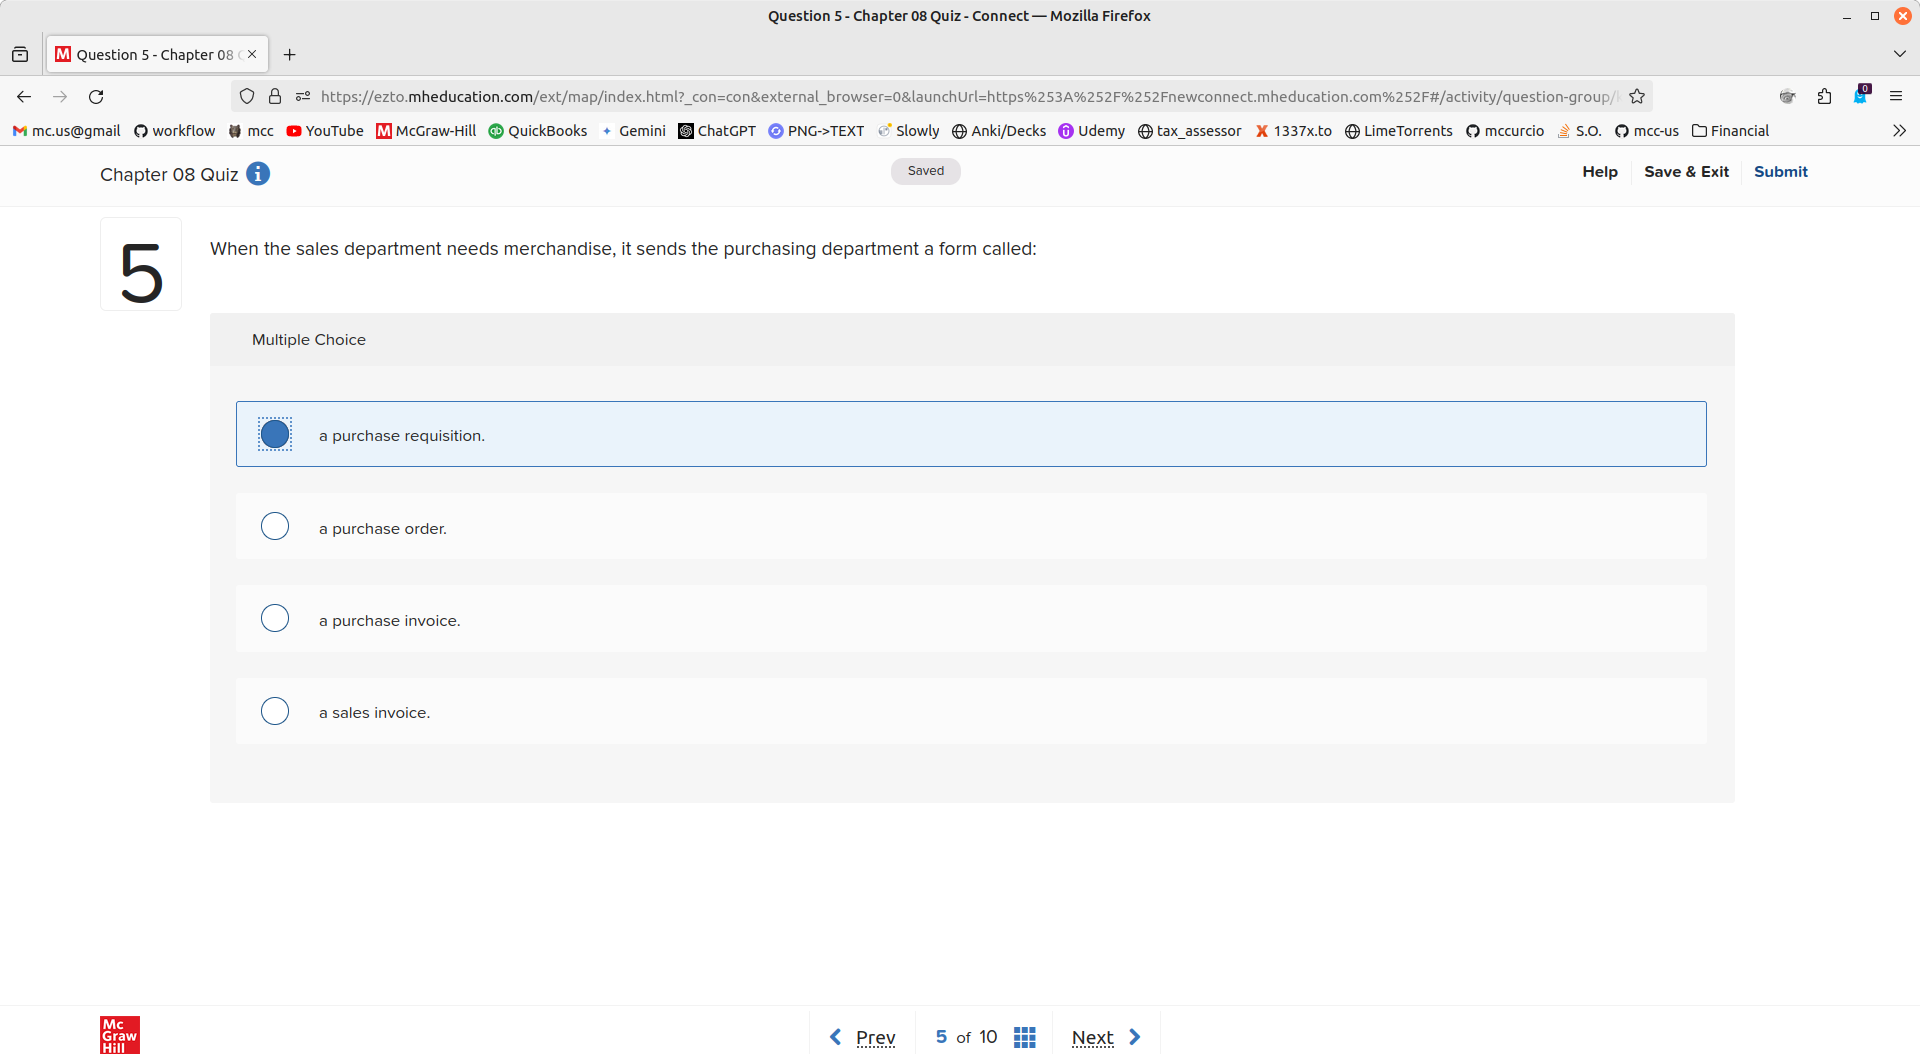 Question 5 - Chapter 08 Quiz - Connect — Mozilla Firefox
Question 5 - Chapter 08
https://ezto.mheducation.com/ext/map/index.html?_con=con&external_browser=0&launchUrl=https%253A%252F%252Fnewconnect.mheducation.com%252F#/activity/question-group/
0
mc.us@gmail workflow mcc YouTube McGraw-Hill QuickBooks Gemini ChatGPT PNG->TEXT Slowly Anki/Decks Udemy tax_assessor 1337x.to LimeTorrents mccurcio S.O. mcc-us Financial
Chapter 08 Quiz
Saved
Help Save & Exit Submit
5
When the sales department needs merchandise, it sends the purchasing department a form called:
Multiple Choice
a purchase requisition.
a purchase order.
a purchase invoice.
a sales invoice.
Mc
Graw
Hill
Prev 5 of 10 Next